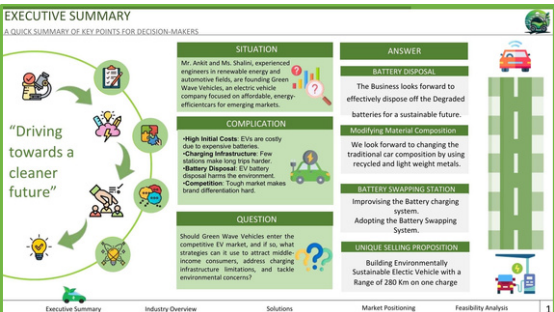 EXECUTIVE SUMMARY
A QUICK SUMMARY OF KEY POINTS FOR DECISION-MAKERS
"Driving
towards a
cleaner
future"
SITUATION
Mr. Ankit and Ms. Shalini, experienced
engineers in renewable energy and
automotive fields, are founding Green
Wave Vehicles, an electric vehicle
company focused on affordable, energy-
efficientcars for emerging markets.
COMPLICATION
•High Initial Costs: EVs are costly
due to expensive batteries.
•Charging Infrastructure: Few
stations make long trips harder.
•Battery Disposal: EV battery
disposal harms the environment.
•Competition: Tough market makes
brand differentiation hard.
QUESTION
Should Green Wave Vehicles enter the
competitive EV market, and if so, what
strategies can it use to attract middle-
income consumers, address charging
infrastructure limitations, and tackle
environmental concerns?
ANSWER
BATTERY DISPOSAL
The Business looks forward to
effectively dispose off the Degraded
batteries for a sustainable future.
Modifying Material Composition
We look forward to changing the
traditional car composition by using
recycled and light weight metals.
BATTERY SWAPPING STATION
Improvising the Battery charging
system.
Adopting the Battery Swapping
System.
UNIQUE SELLING PROPOSITION
Building Environmentally
Sustainable Electic Vehicle with a
Range of 280 Km on one charge
Executive Summary
Industry Overview
Solutions
Market Positioning
Feasibility Analysis
1